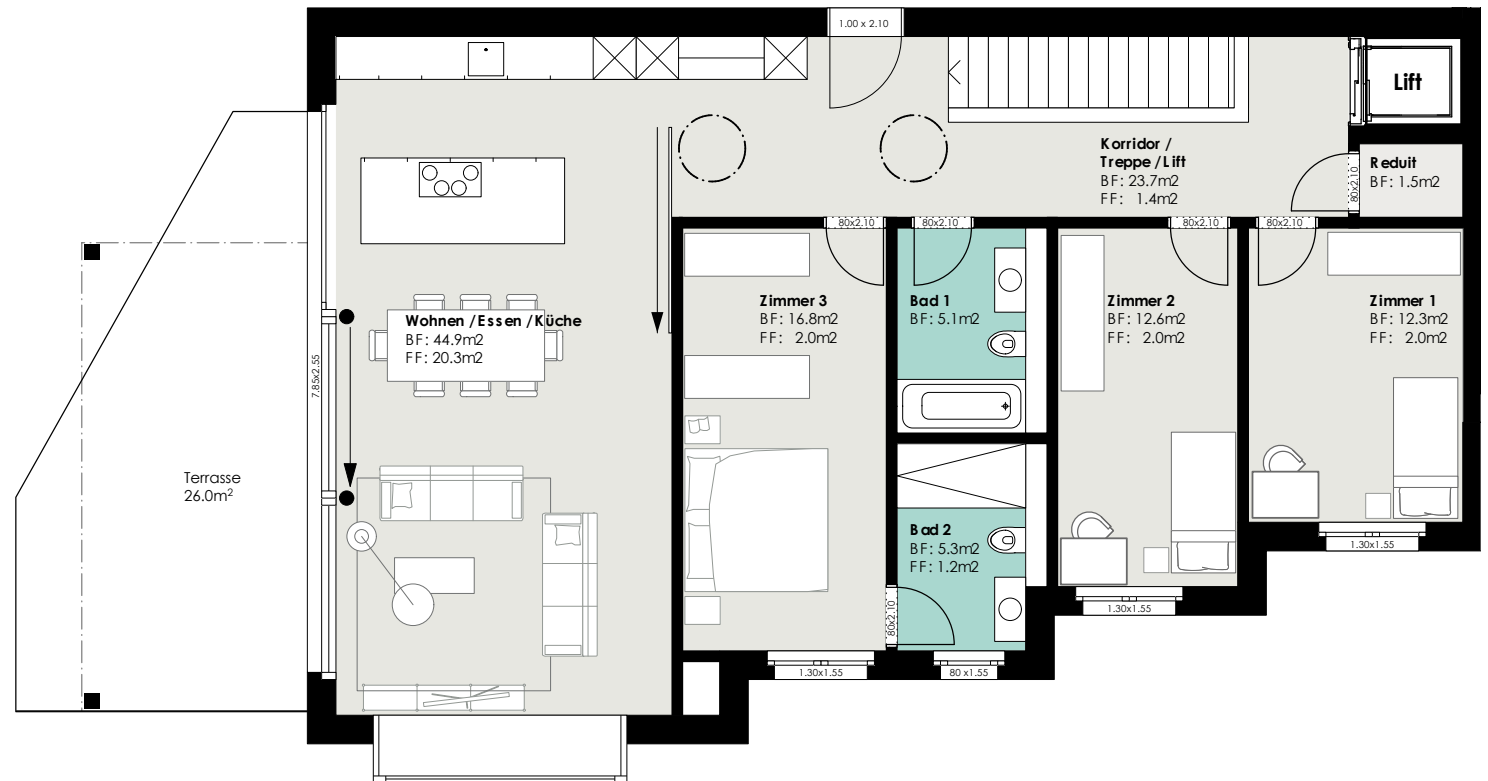 1.00 x 2.10
Lift
Korridor /
Treppe /Lift
BF: 23.7m2
FF: 1.4m2
Reduit
BF: 1.5m2
80x2.10
80x2.10
80x2.10
80x2.10
80x2.10
Wohnen /Essen /Küche
BF: 44.9m2
FF: 20.3m2
Zimmer 3
BF: 16.8m2
FF: 2.0m2
Bad 1
BF: 5.1m2
Zimmer 2
BF: 12.6m2
FF: 2.0m2
Zimmer 1
BF: 12.3m2
FF: 2.0m2
7.85x2.55
Terrasse
26.0m²
Bad 2
BF: 5.3m2
FF: 1.2m2
80x2.10
1.30x1.55
1.30x1.55
1.30x1.55
80 x1.55